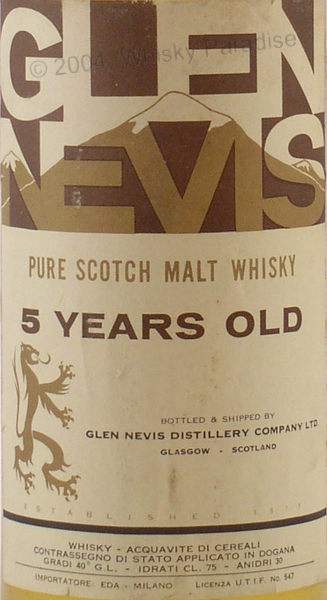 © 2004, Whisky Paradise
GLEN
NEVIS
PURE SCOTCH MALT WHISKY
5 YEARS OLD
BOTTLED & SHIPPED BY
GLEN NEVIS DISTILLERY COMPANY LTD.
GLASGOW - SCOTLAND
ESTABLISHED
WHISKY - ACQUAVITE DI CEREALI
CONTRASSEGNO DI STATO APPLICATO IN DOGANA
GRADI 40° G.L. - IDRATI CL. 75 - ANIDRI 30
IMPORTATORE: EDA - MILANO LICENZA U.T.I.F. No. 547